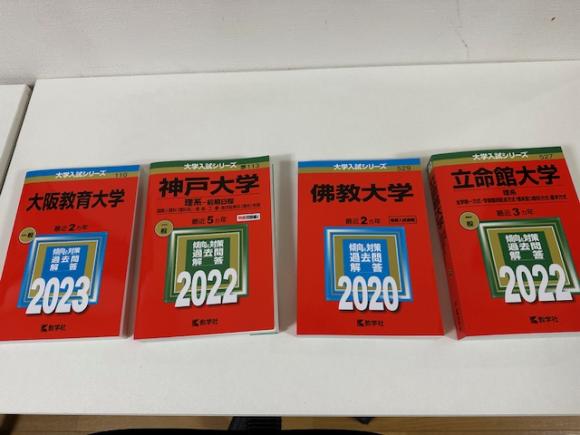 大学入試シリーズ
110
大阪教育大学
最近2カ年
一般
傾向と対策
過去問
解答
2023
教学社
大学入試シリーズ
113
神戸大学
理系-前期日程
最近5カ年
一般
傾向と対策
過去問
解答
2022
教学社
大学入試シリーズ
529
佛教大学
最近2カ年
傾向と対策
過去問
解答
2020
教学社
大学入試シリーズ
527
立命館大学
理系
最近3カ年
一般
傾向と対策
過去問
解答
2022
教学社